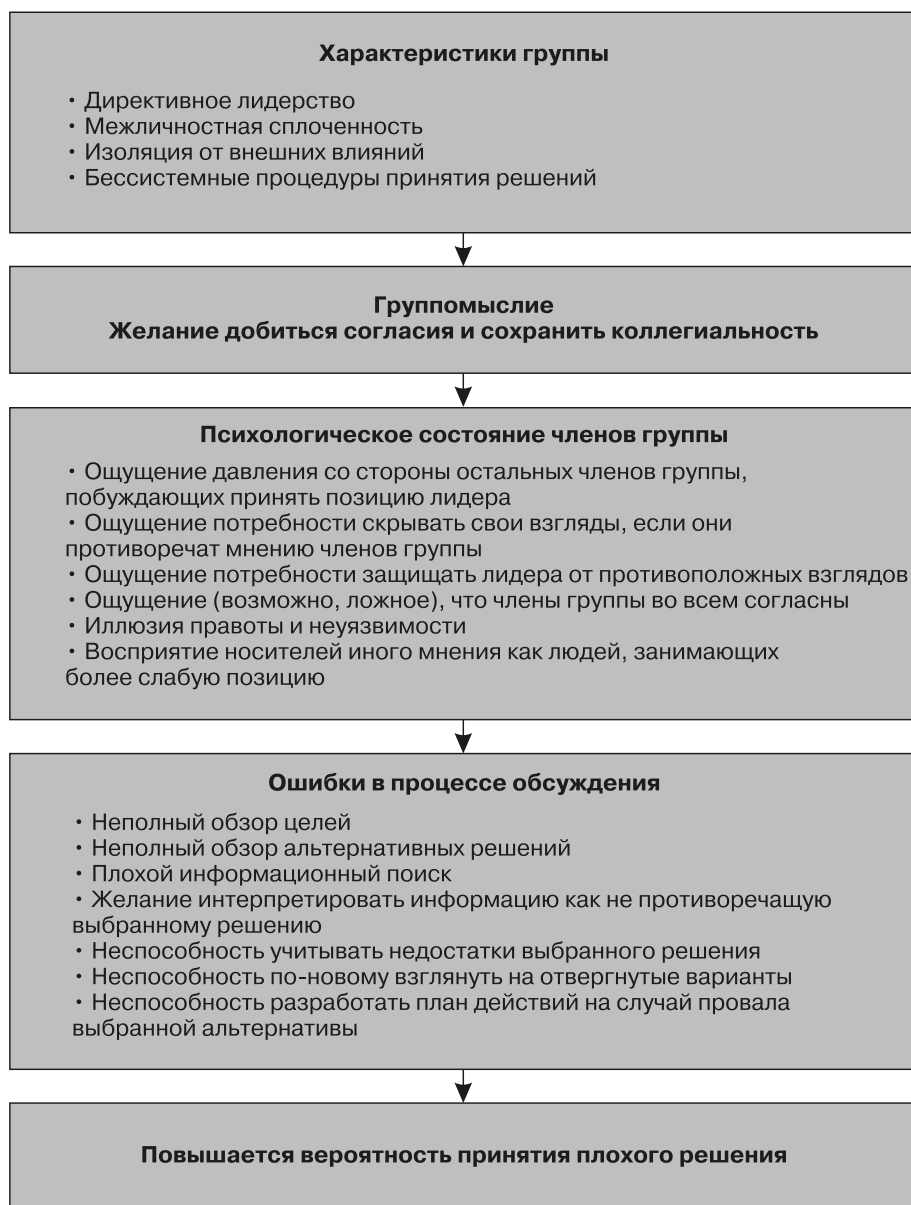 Характеристики группы
• Директивное лидерство
• Межличностная сплоченность
• Изоляция от внешних влияний
• Бессистемные процедуры принятия решений
Группомыслие
Желание добиться согласия и сохранить коллегиальность
Психологическое состояние членов группы
• Ощущение давления со стороны остальных членов группы,
побуждающих принять позицию лидера
• Ощущение потребности скрывать свои взгляды, если они
противоречат мнению членов группы
• Ощущение потребности защищать лидера от противоположных взглядов
• Ощущение (возможно, ложное), что члены группы во всем согласны
• Иллюзия правоты и неуязвимости
• Восприятие носителей иного мнения как людей, занимающих
более слабую позицию
Ошибки в процессе обсуждения
• Неполный обзор целей
• Неполный обзор альтернативных решений
• Плохой информационный поиск
• Желание интерпретировать информацию как не противоречащую
выбранному решению
• Неспособность учитывать недостатки выбранного решения
• Неспособность по-новому взглянуть на отвергнутые варианты
• Неспособность разработать план действий на случай провала
выбранной альтернативы
Повышается вероятность принятия плохого решения